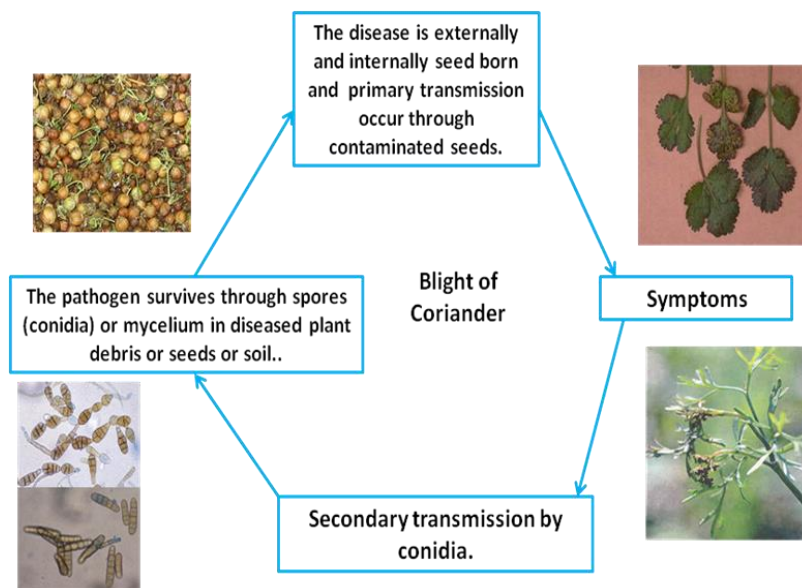 The disease is externally
and internally seed born
and primary transmission
occur through
contaminated seeds.
Blight of
Coriander
Symptoms
The pathogen survives through spores
(conidia) or mycelium in diseased plant
debris or seeds or soil..
Secondary transmission by
conidia.